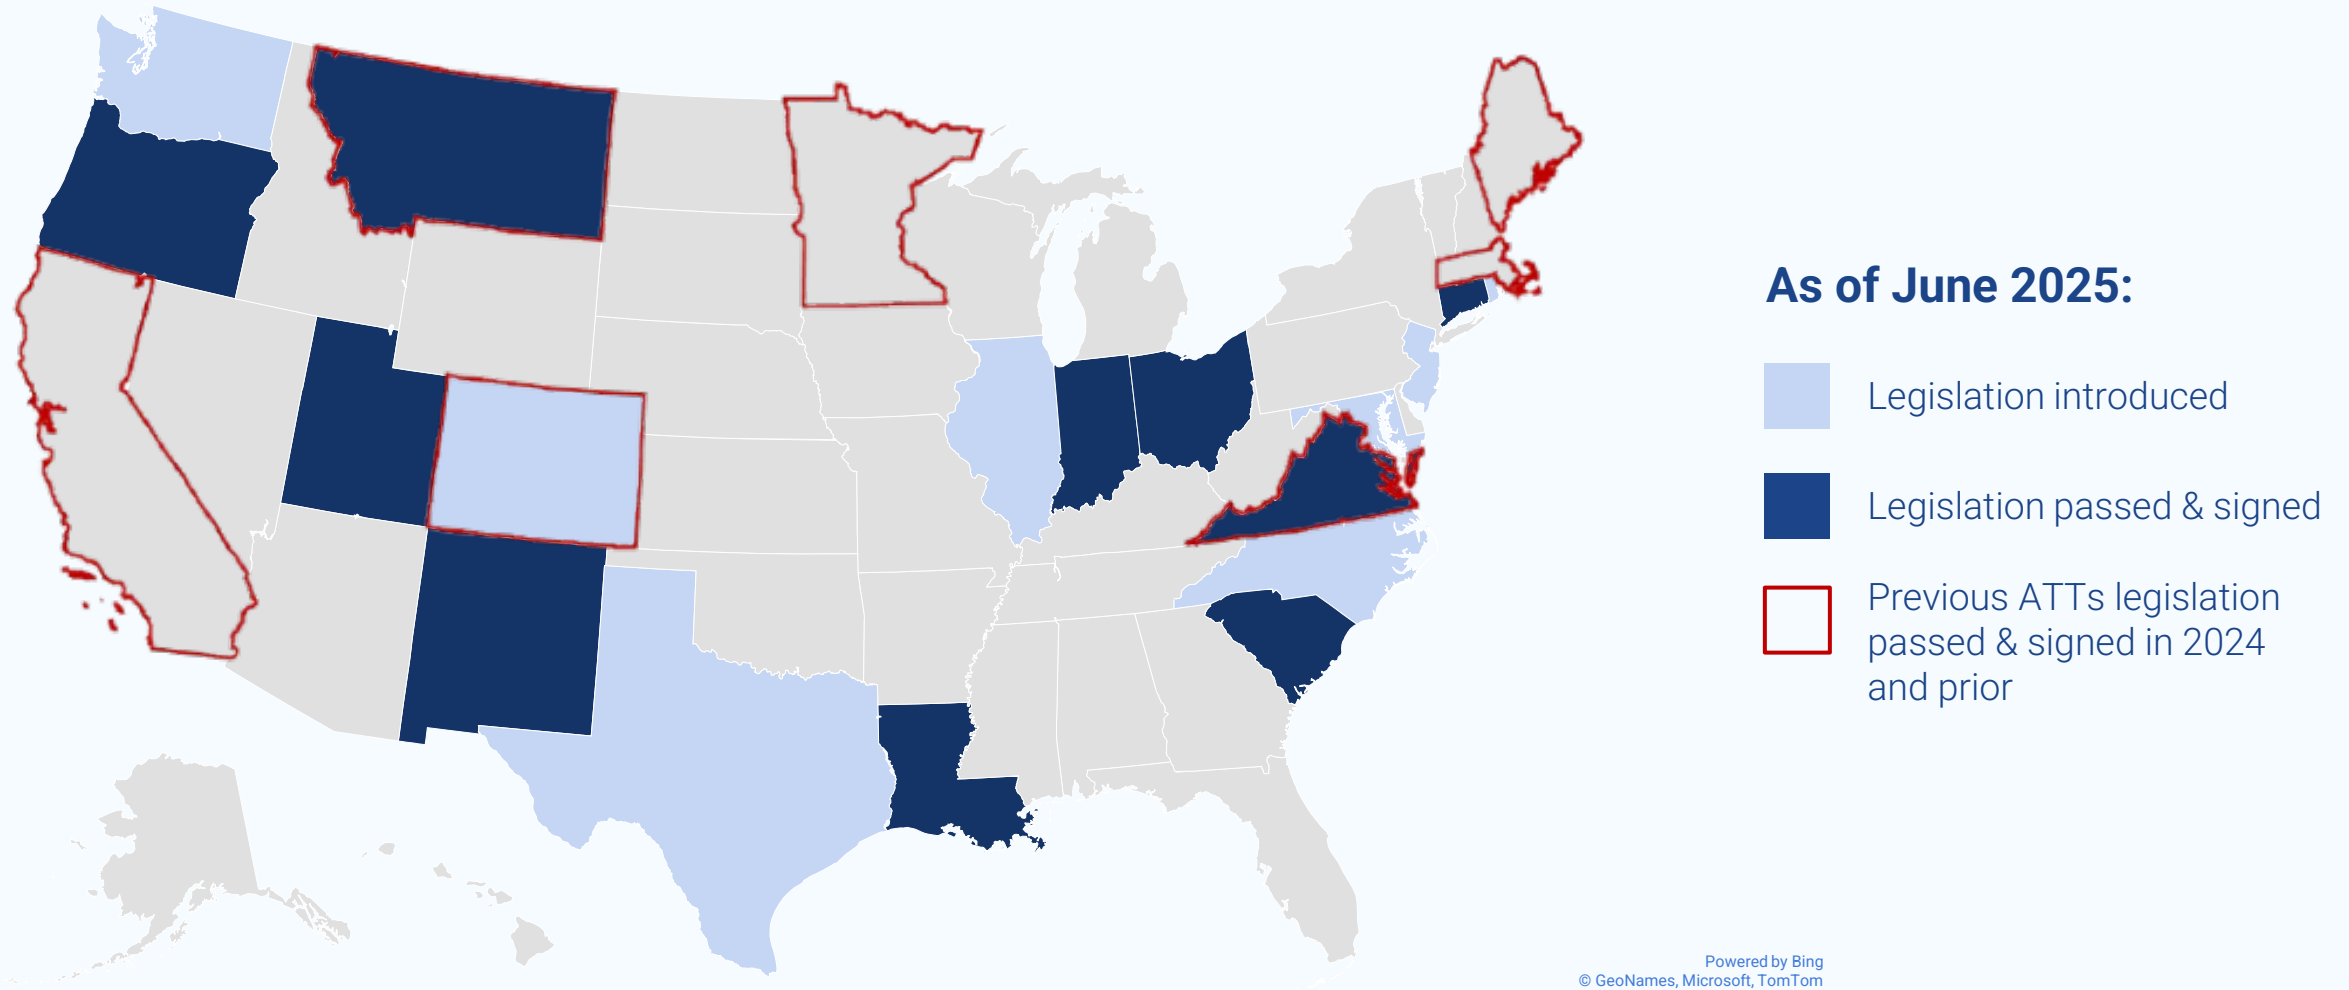 As of June 2025:
Legislation introduced
Legislation passed & signed
Previous ATTs legislation
passed & signed in 2024
and prior
Powered by Bing
© GeoNames, Microsoft, TomTom